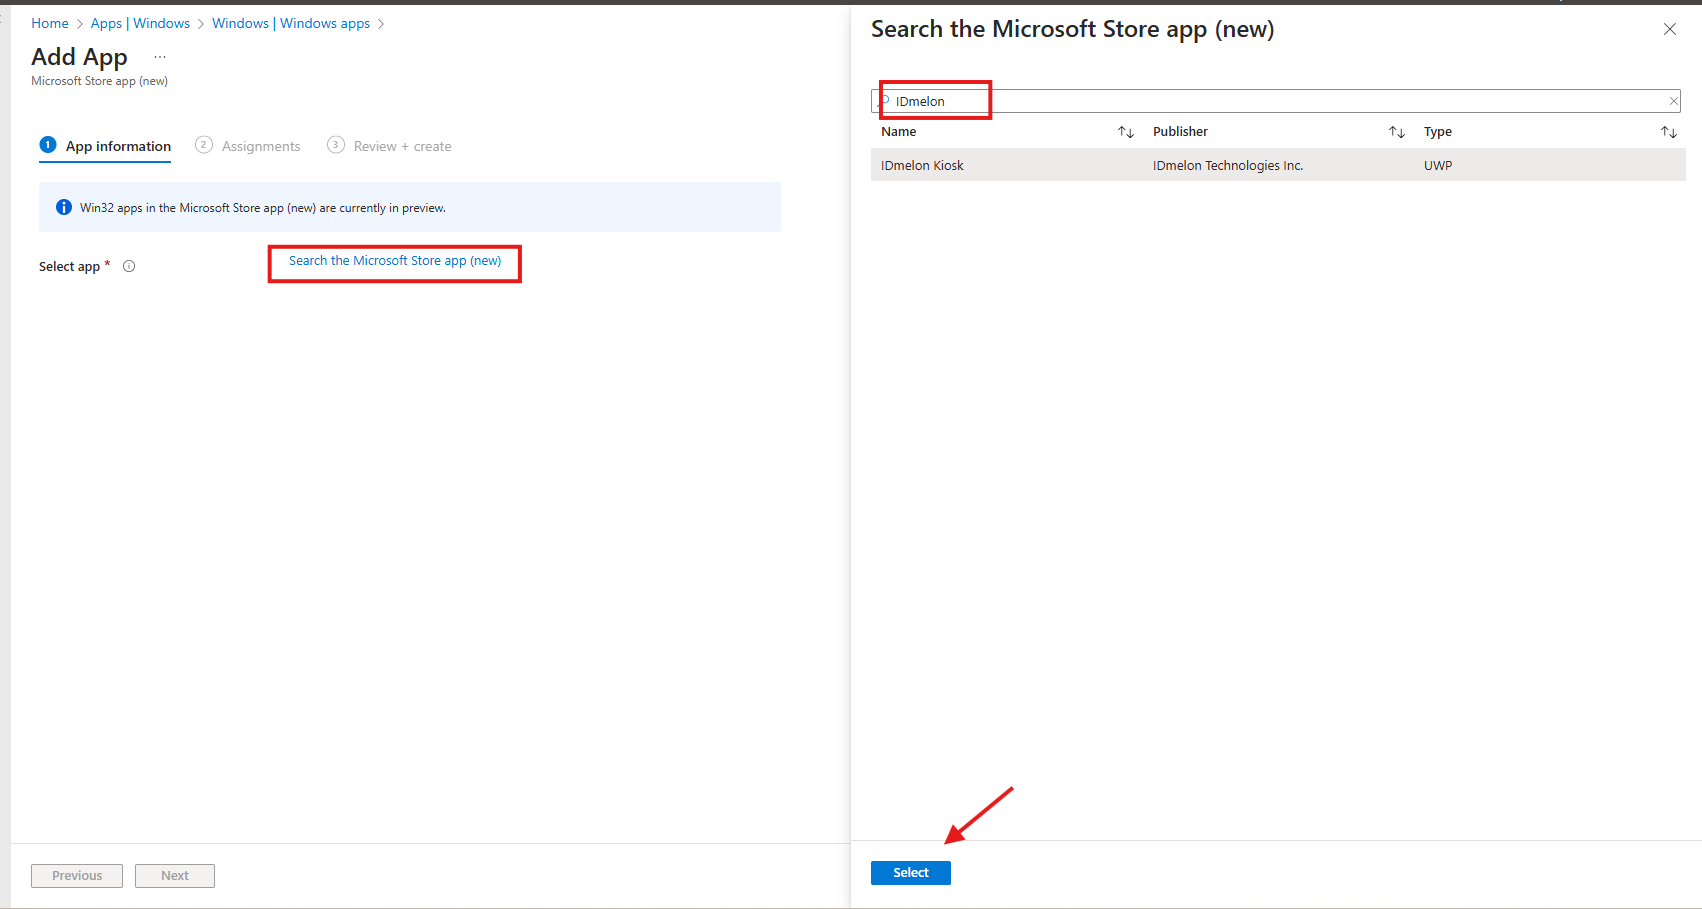 Home > Apps | Windows > Windows | Windows apps >
Add App ...
Microsoft Store app (new)
1 App information 2 Assignments 3 Review + create
Win32 apps in the Microsoft Store app (new) are currently in preview.
Select app *
Search the Microsoft Store app (new)
Previous Next
Search the Microsoft Store app (new)
IDmelon
Name Publisher Type
IDmelon Kiosk IDmelon Technologies Inc. UWP
Select